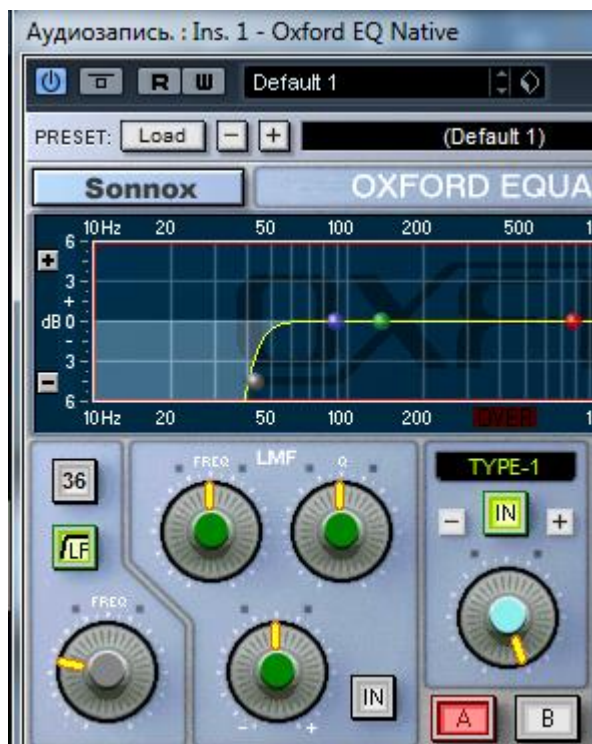 Аудиозапись. : Ins. 1 - Oxford EQ Native
R W Default 1
PRESET: Load - + (Default 1)
Sonnox OXFORD EQUA
10Hz 20 50 100 200 500 1
6
+
3
+
dB 0
-
3
-
6
10Hz 20 50 100 200 OVER 1
36 FREQ LMF Q TYPE-1
- IN +
LF
FREQ
- + IN
A B